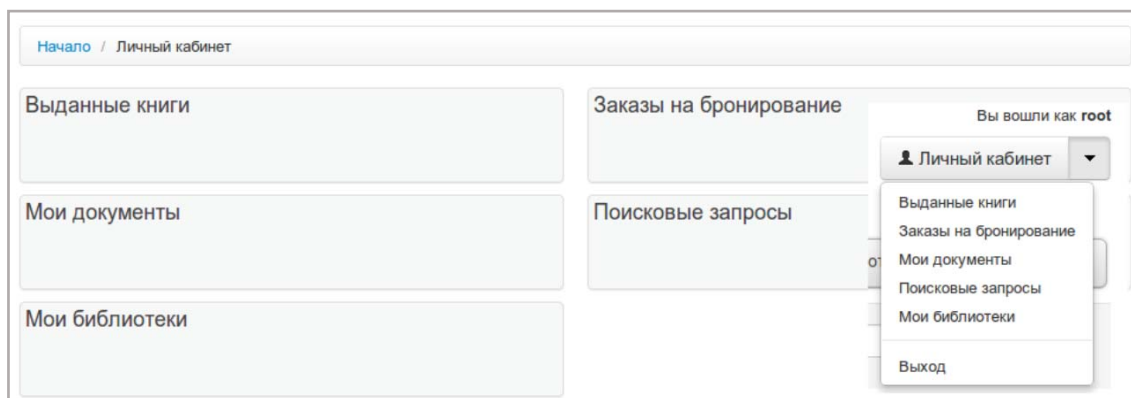 Начало / Личный кабинет
Выданные книги
Заказы на бронирование
Вы вошли как root
Личный кабинет
Мои документы
Поисковые запросы
Мои библиотеки
Выданные книги
Заказы на бронирование
Мои документы
Поисковые запросы
Мои библиотеки
Выход